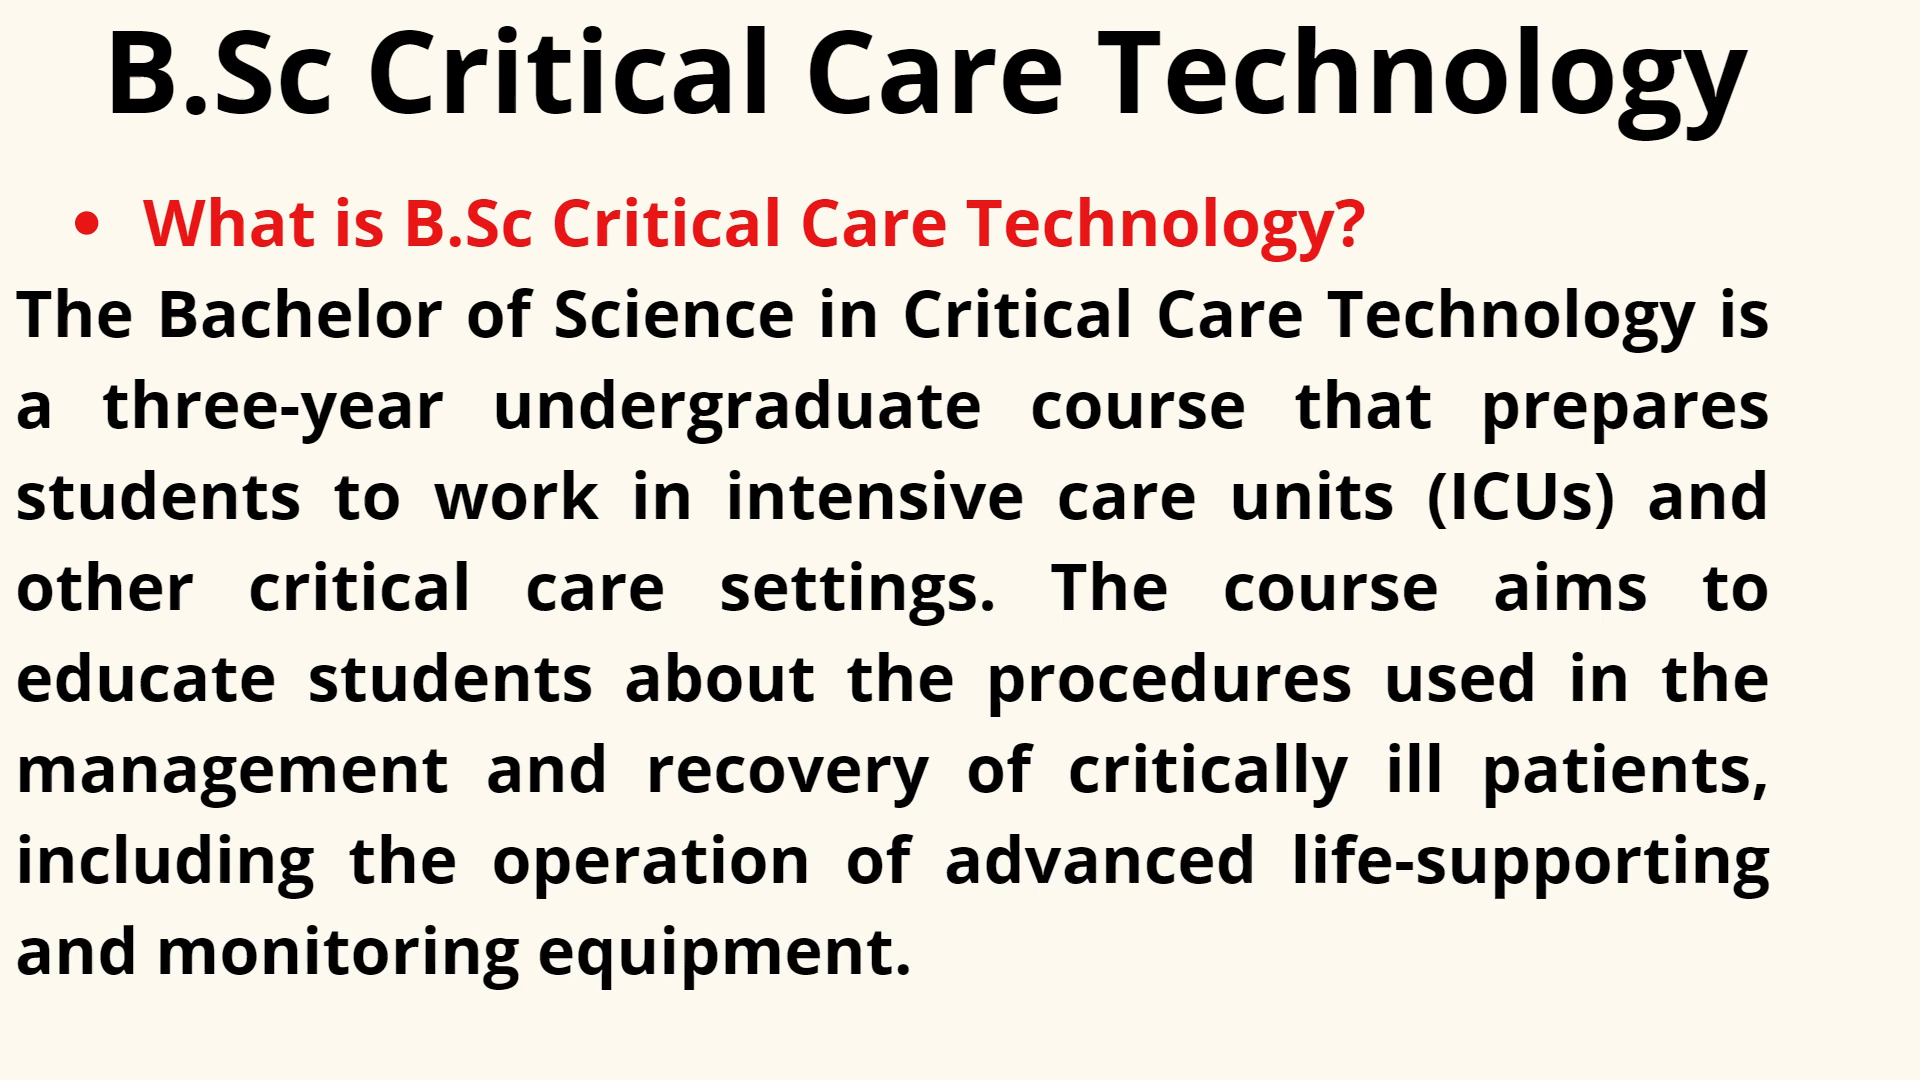 B.Sc Critical Care Technology
• What is B.Sc Critical Care Technology?
The Bachelor of Science in Critical Care Technology is
a three-year undergraduate course that prepares
students to work in intensive care units (ICUs) and
other critical care settings. The course aims to
educate students about the procedures used in the
management and recovery of critically ill patients,
including the operation of advanced life-supporting
and monitoring equipment.